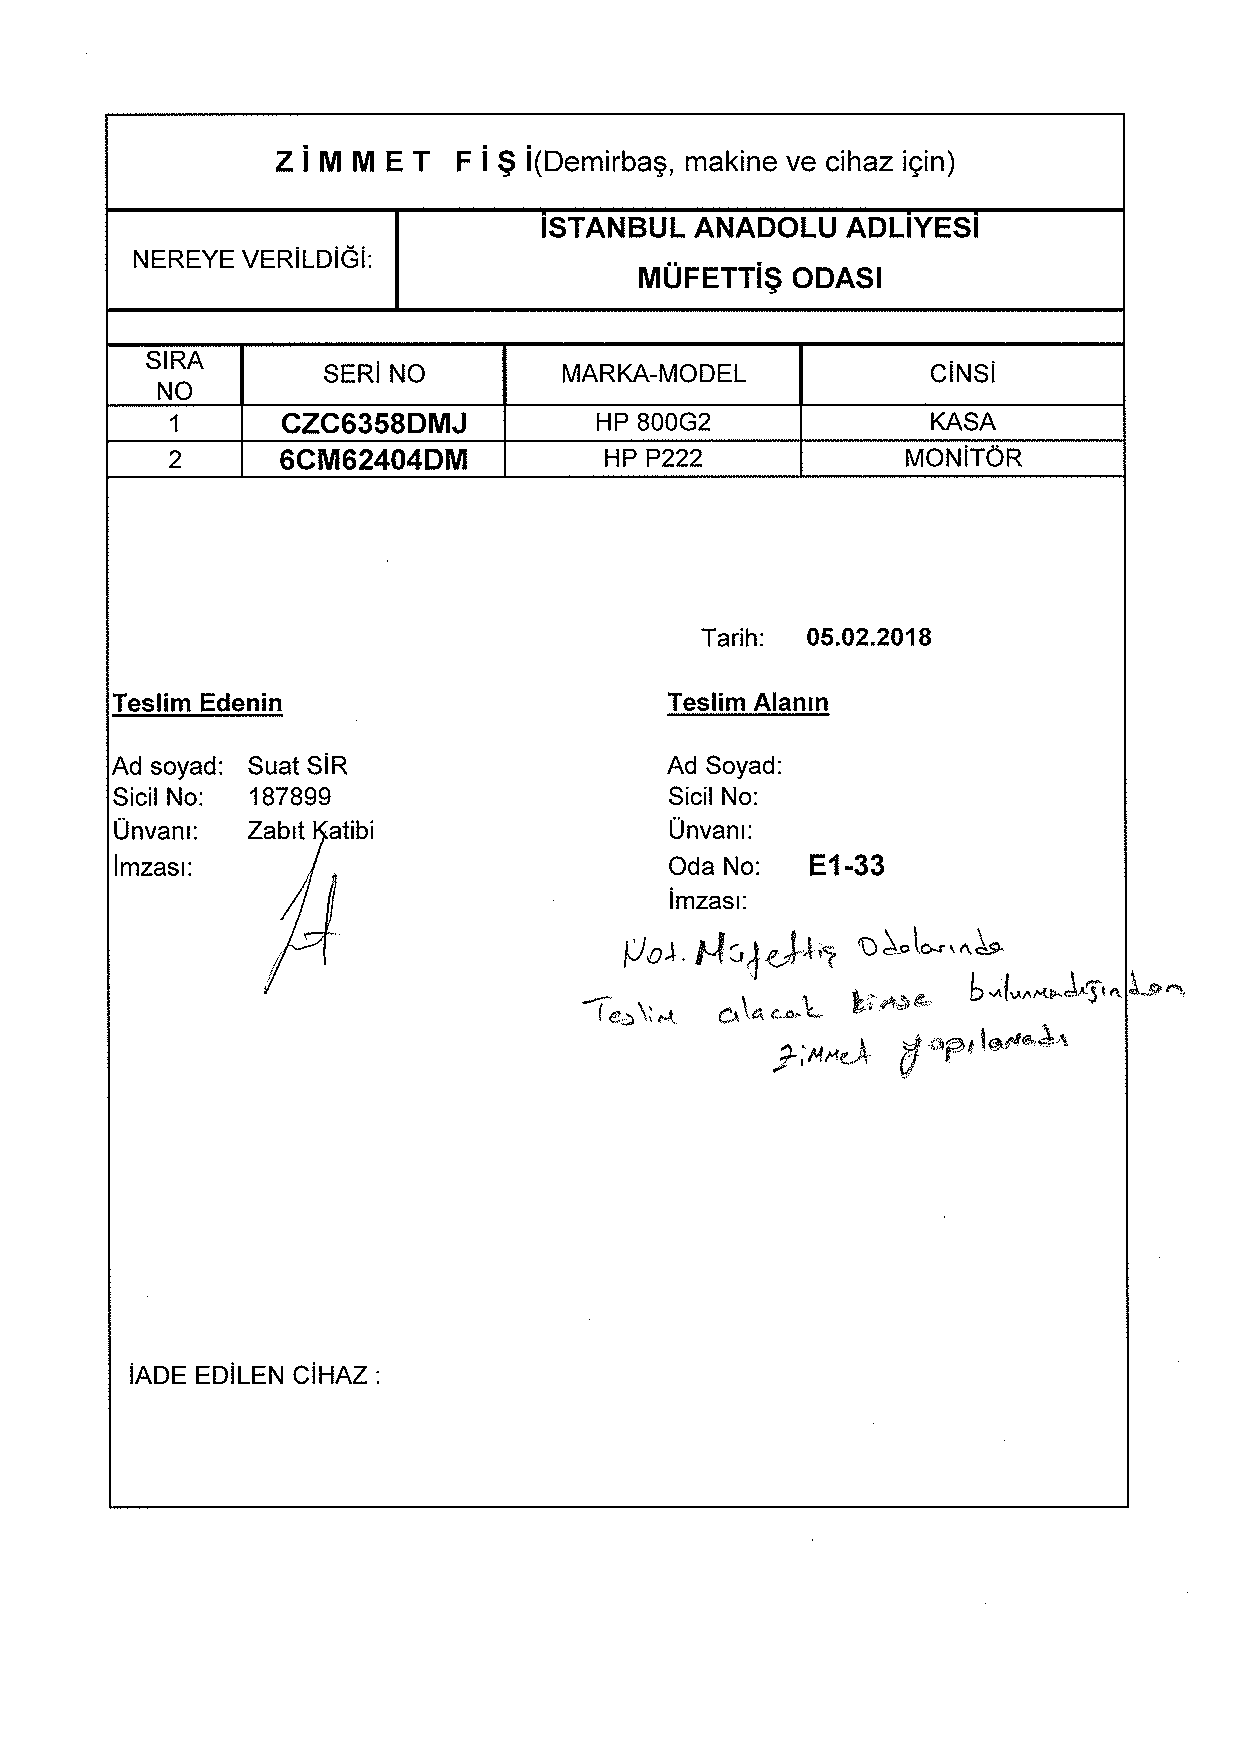 ZİMMET FİŞİ(Demirbaş, makine ve cihaz için)
NEREYE VERİLDİĞİ:
İSTANBUL ANADOLU ADLİYESİ
MÜFETTİŞ ODASI
SIRA NO SERİ NO MARKA-MODEL CİNSİ
1 CZC6358DMJ HP 800G2 KASA
2 6CM62404DM HP P222 MONİTÖR
Tarih: 05.02.2018
Teslim Edenin
Ad soyad: Suat SİR
Sicil No: 187899
Ünvanı: Zabıt Katibi
İmzası:
Teslim Alanın
Ad Soyad:
Sicil No:
Ünvanı:
Oda No: E1-33
İmzası:
Not. Müfettiş Odalarında
Teslim alacak kimse bulunmadığından
zimmet yapılamadı
İADE EDİLEN CİHAZ :